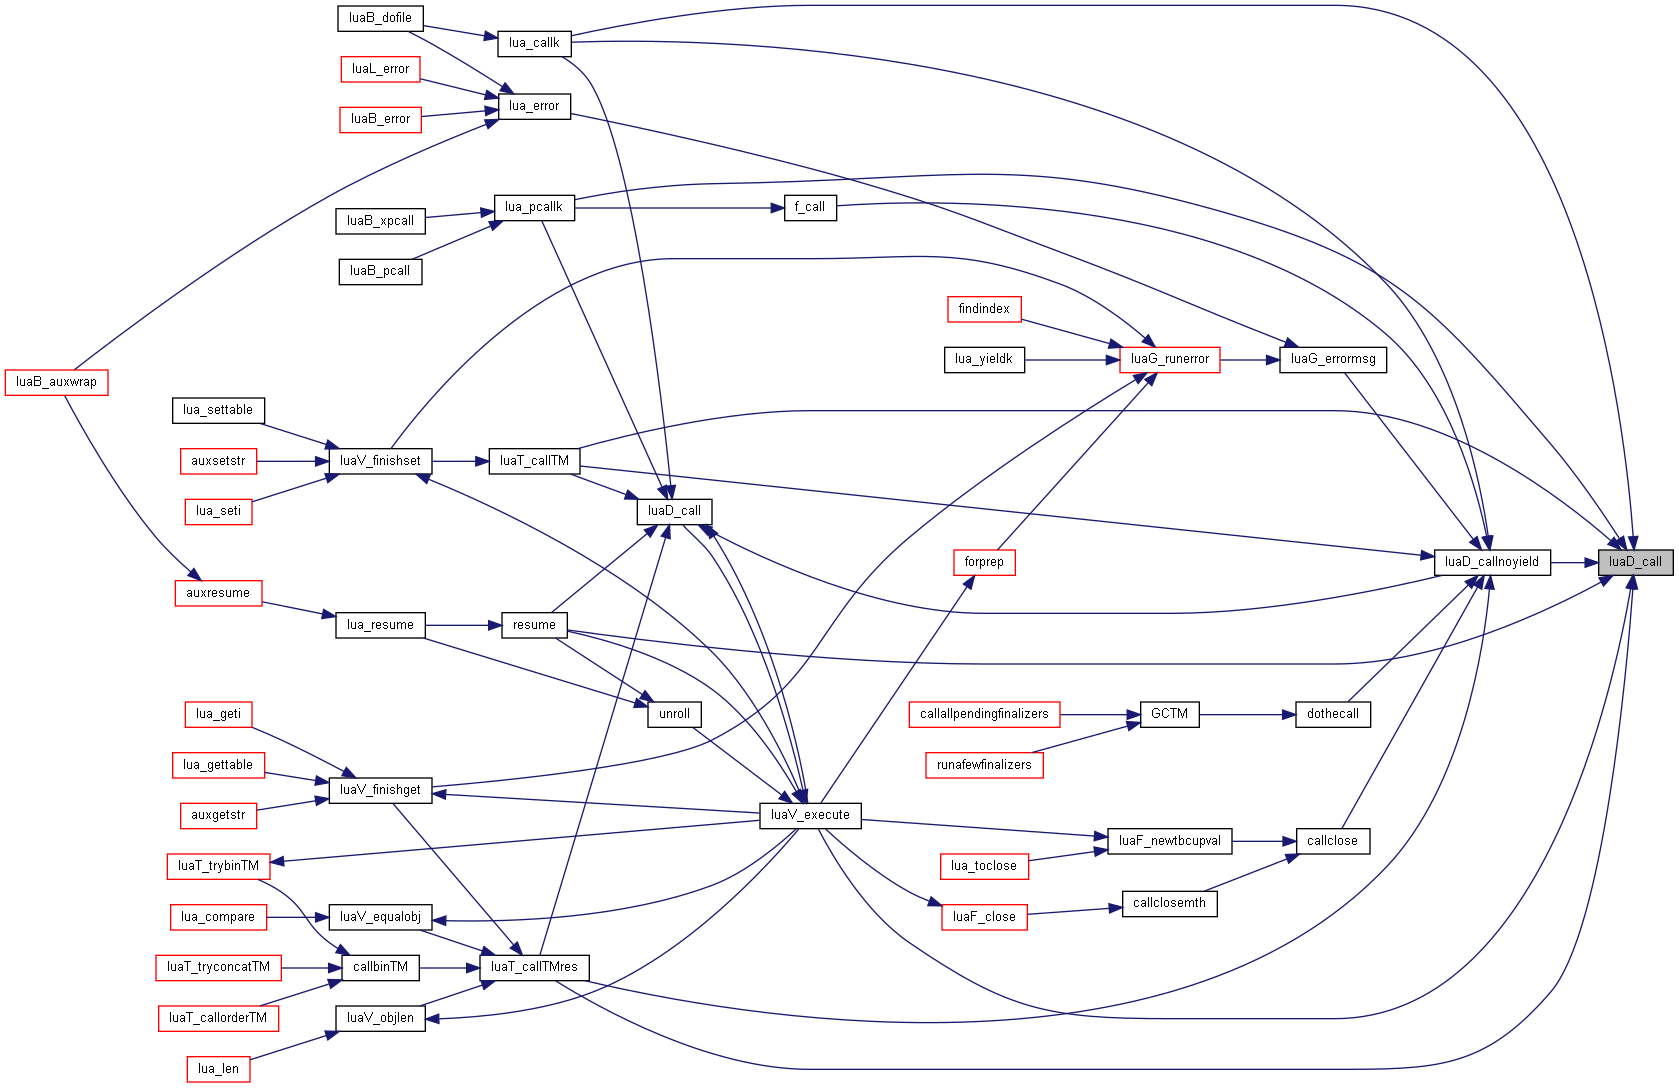 luaB_dofile
lua_callk
luaL_error
lua_error
luaB_error
lua_pcallk
f_call
luaB_xpcall
luaB_pcall
findindex
lua_yieldk
luaG_runerror
luaG_errormsg
luaB_auxwrap
lua_settable
auxsetstr
luaV_finishset
luaT_callTM
lua_seti
luaD_call
forprep
luaD_callnoyield
luaD_call
auxresume
lua_resume
resume
lua_geti
unroll
callallpendingfinalizers
GCTM
dothecall
lua_gettable
runafewfinalizers
luaV_finishget
auxgetstr
luaV_execute
luaF_newtbcupval
callclose
luaT_trybinTM
lua_toclose
lua_compare
luaV_equalobj
luaF_close
callclosemth
luaT_tryconcatTM
callbinTM
luaT_callTMres
luaT_callorderTM
luaV_objlen
lua_len